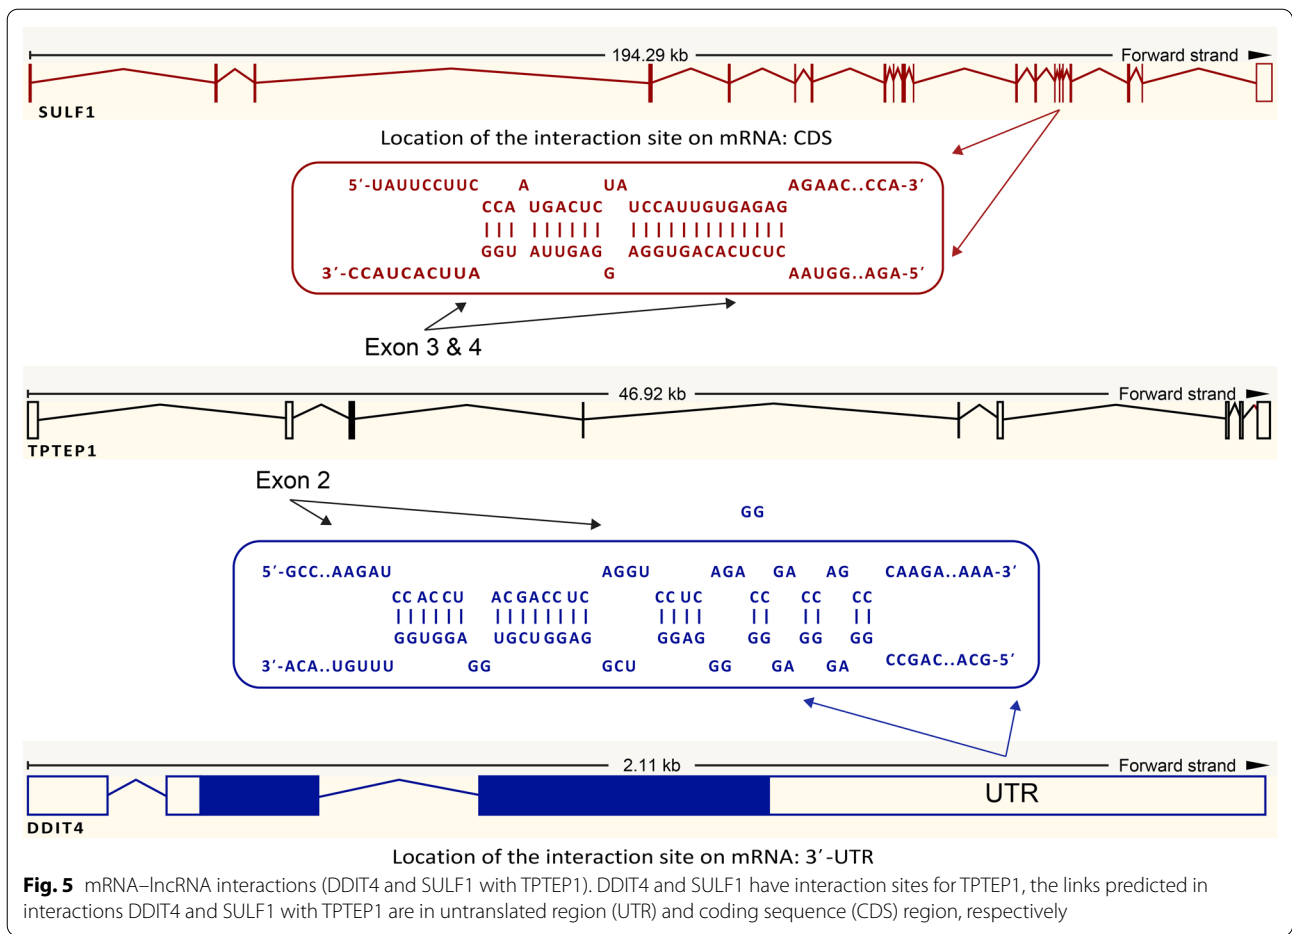 194.29 kb Forward strand
SULF1
Location of the interaction site on mRNA: CDS
5′-UAUUCCUUC A UA AGAAC..CCA-3′
CCA UGACUC UCCAUUGUGAGAG
GGU AUUGAG AGGUGACACUCUC
3′-CCAUCACUUA G AAUGG..AGA-5′
Exon 3 & 4
46.92 kb Forward strand
TPTEP1
Exon 2
GG
5′-GCC..AAGAU AGGU AGA GA AG CAAGA..AAA-3′
CC AC CU AC GACC UC CC UC CC CC CC
GGUGGA UGCUGGAG GGAG GG GG GG
3′-ACA..UGUUU GG GCU GG GA GA CCGAC..ACG-5′
2.11 kb Forward strand
UTR
DDIT4
Location of the interaction site on mRNA: 3′-UTR
Fig. 5 mRNA–lncRNA interactions (DDIT4 and SULF1 with TPTEP1). DDIT4 and SULF1 have interaction sites for TPTEP1, the links predicted in
interactions DDIT4 and SULF1 with TPTEP1 are in untranslated region (UTR) and coding sequence (CDS) region, respectively